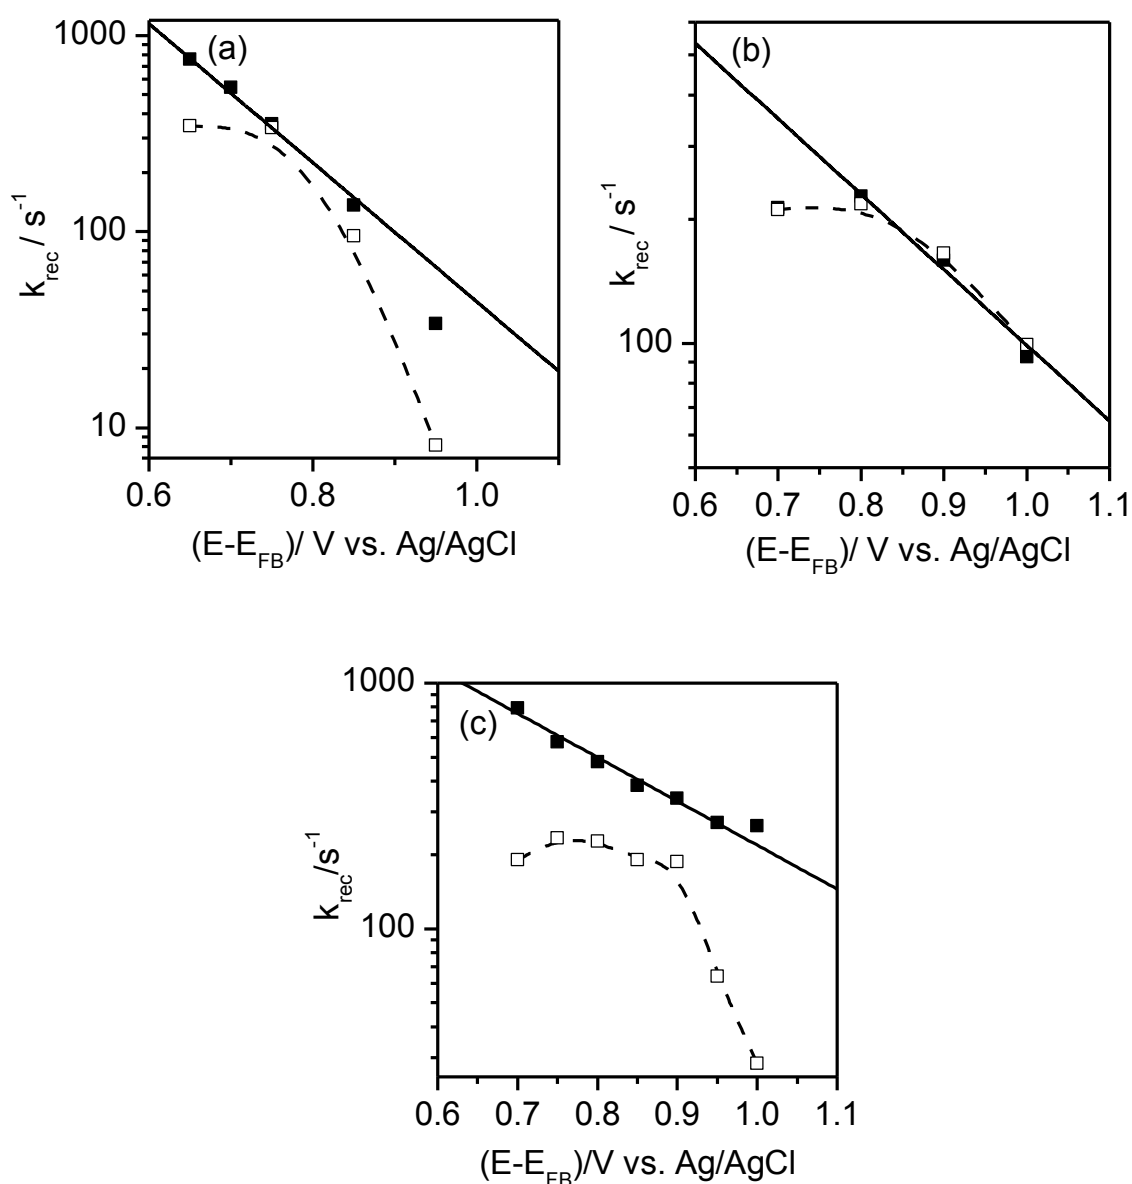 (a)
1000
100
10
k_rec / s^-1
0.6 0.8 1.0
(E-E_FB)/ V vs. Ag/AgCl
(b)
100
k_rec / s^-1
0.6 0.7 0.8 0.9 1.0 1.1
(E-E_FB)/ V vs. Ag/AgCl
(c)
1000
100
k_rec/s^-1
0.6 0.7 0.8 0.9 1.0 1.1
(E-E_FB)/V vs. Ag/AgCl